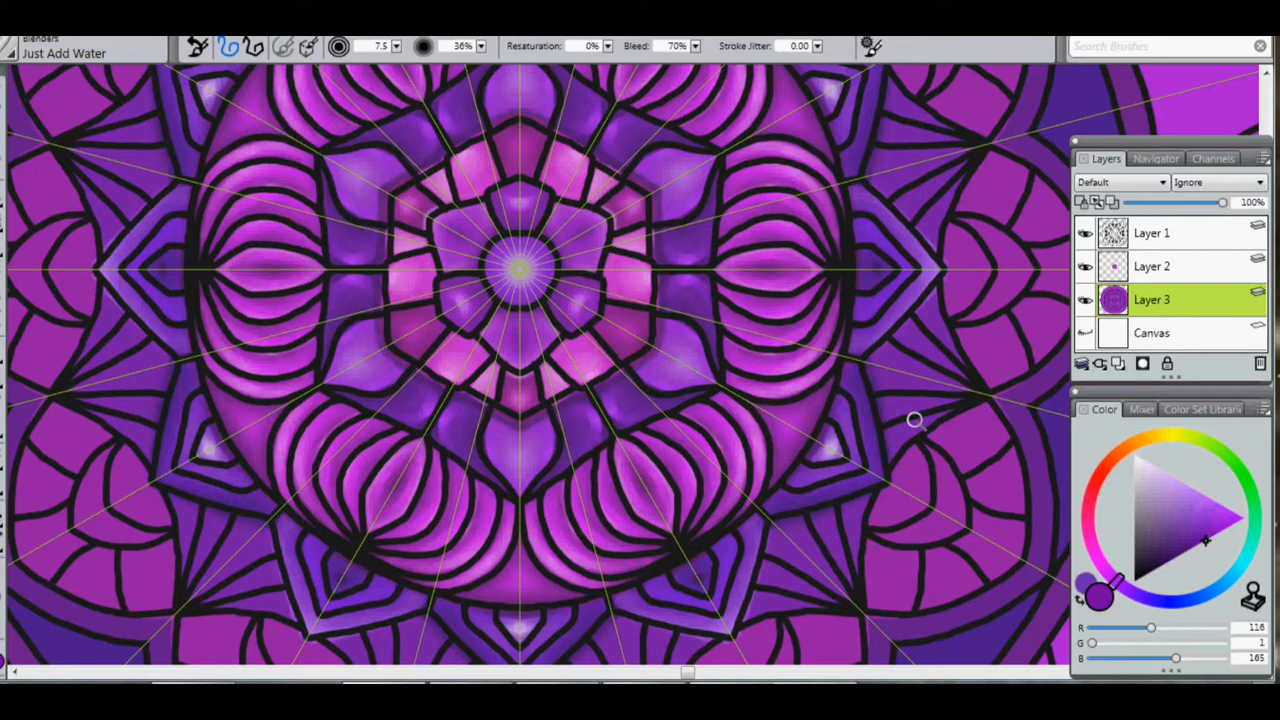 Blenders
Just Add Water
7.5
36%
Resaturation: 0%
Bleed: 70%
Stroke Jitter: 0.00
Search Brushes
Layers
Navigator
Channels
Default
Ignore
100%
Layer 1
Layer 2
Layer 3
Canvas
Color
Mixer
Color Set Librari
R
116
G
1
B
165